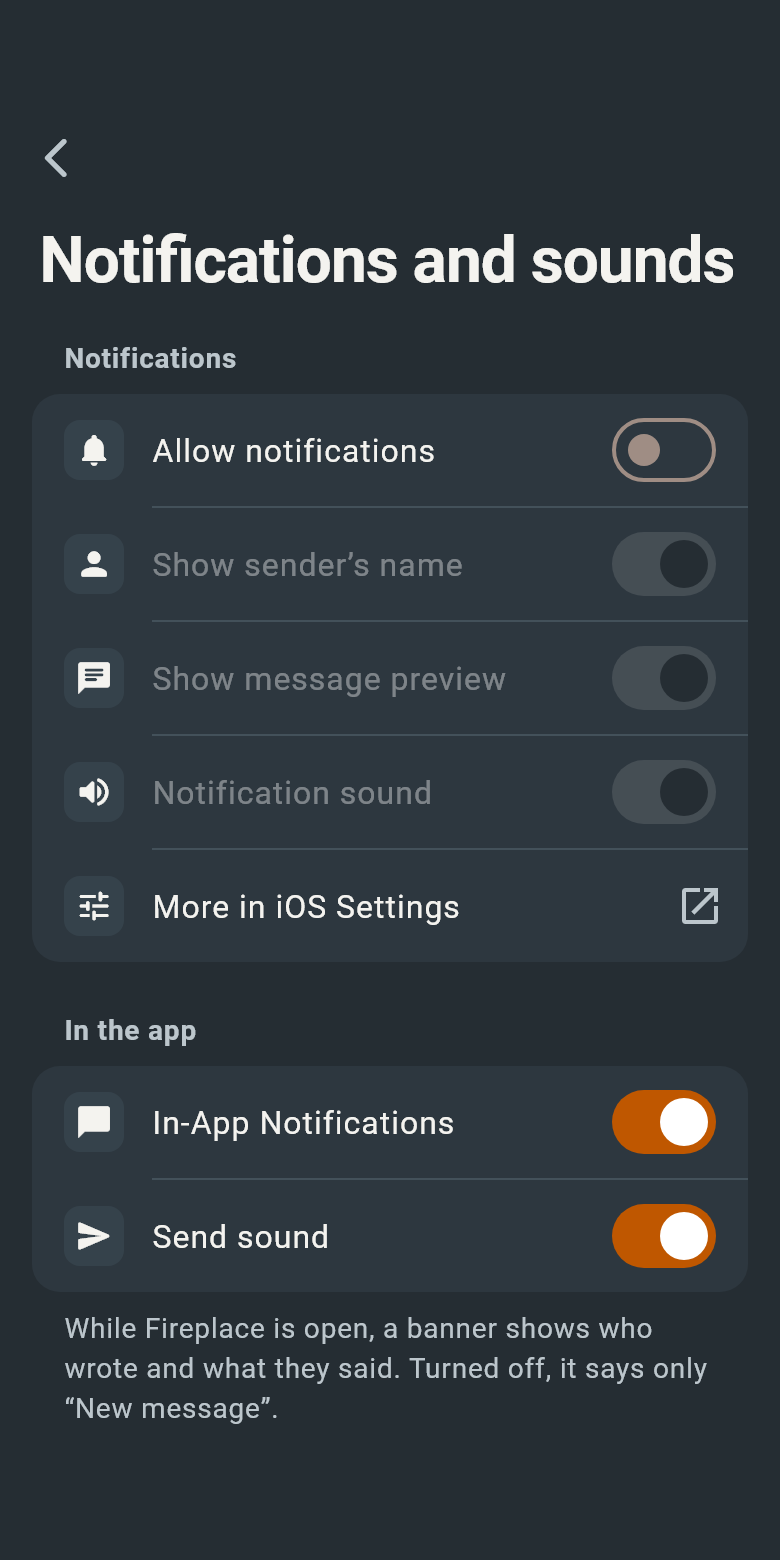 Notifications and sounds
Notifications
Allow notifications
Show sender’s name
Show message preview
Notification sound
More in iOS Settings
In the app
In-App Notifications
Send sound
While Fireplace is open, a banner shows who
wrote and what they said. Turned off, it says only
“New message”.